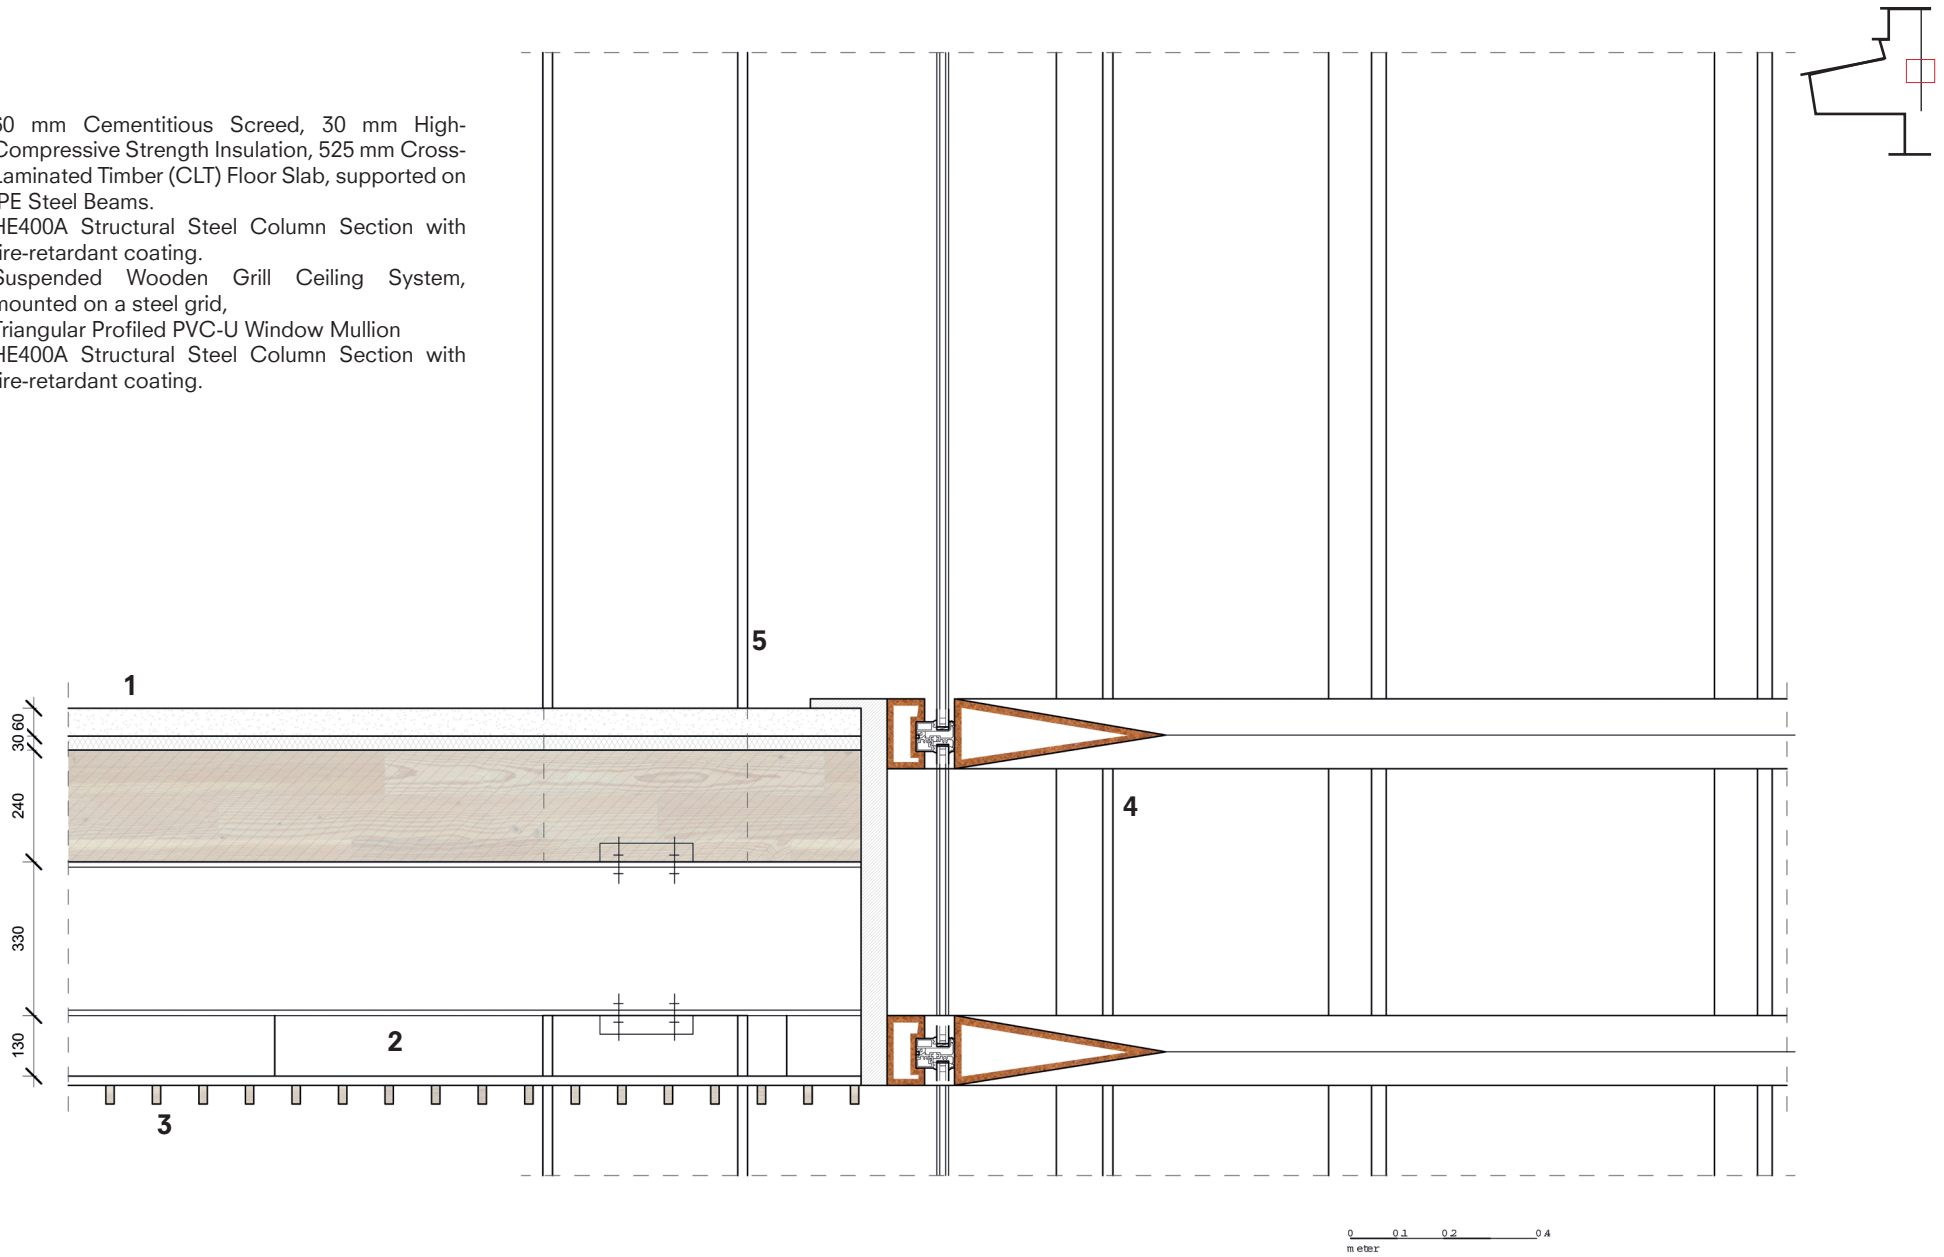 60 mm Cementitious Screed, 30 mm High-
Compressive Strength Insulation, 525 mm Cross-
Laminated Timber (CLT) Floor Slab, supported on
PE Steel Beams.
HE400A Structural Steel Column Section with
ire-retardant coating.
Suspended Wooden Grill Ceiling System,
mounted on a steel grid,
Triangular Profiled PVC-U Window Mullion
HE400A Structural Steel Column Section with
ire-retardant coating.
5
1
60
30
240
4
330
130
2
3
0 0.1 0.2 0.4
meter